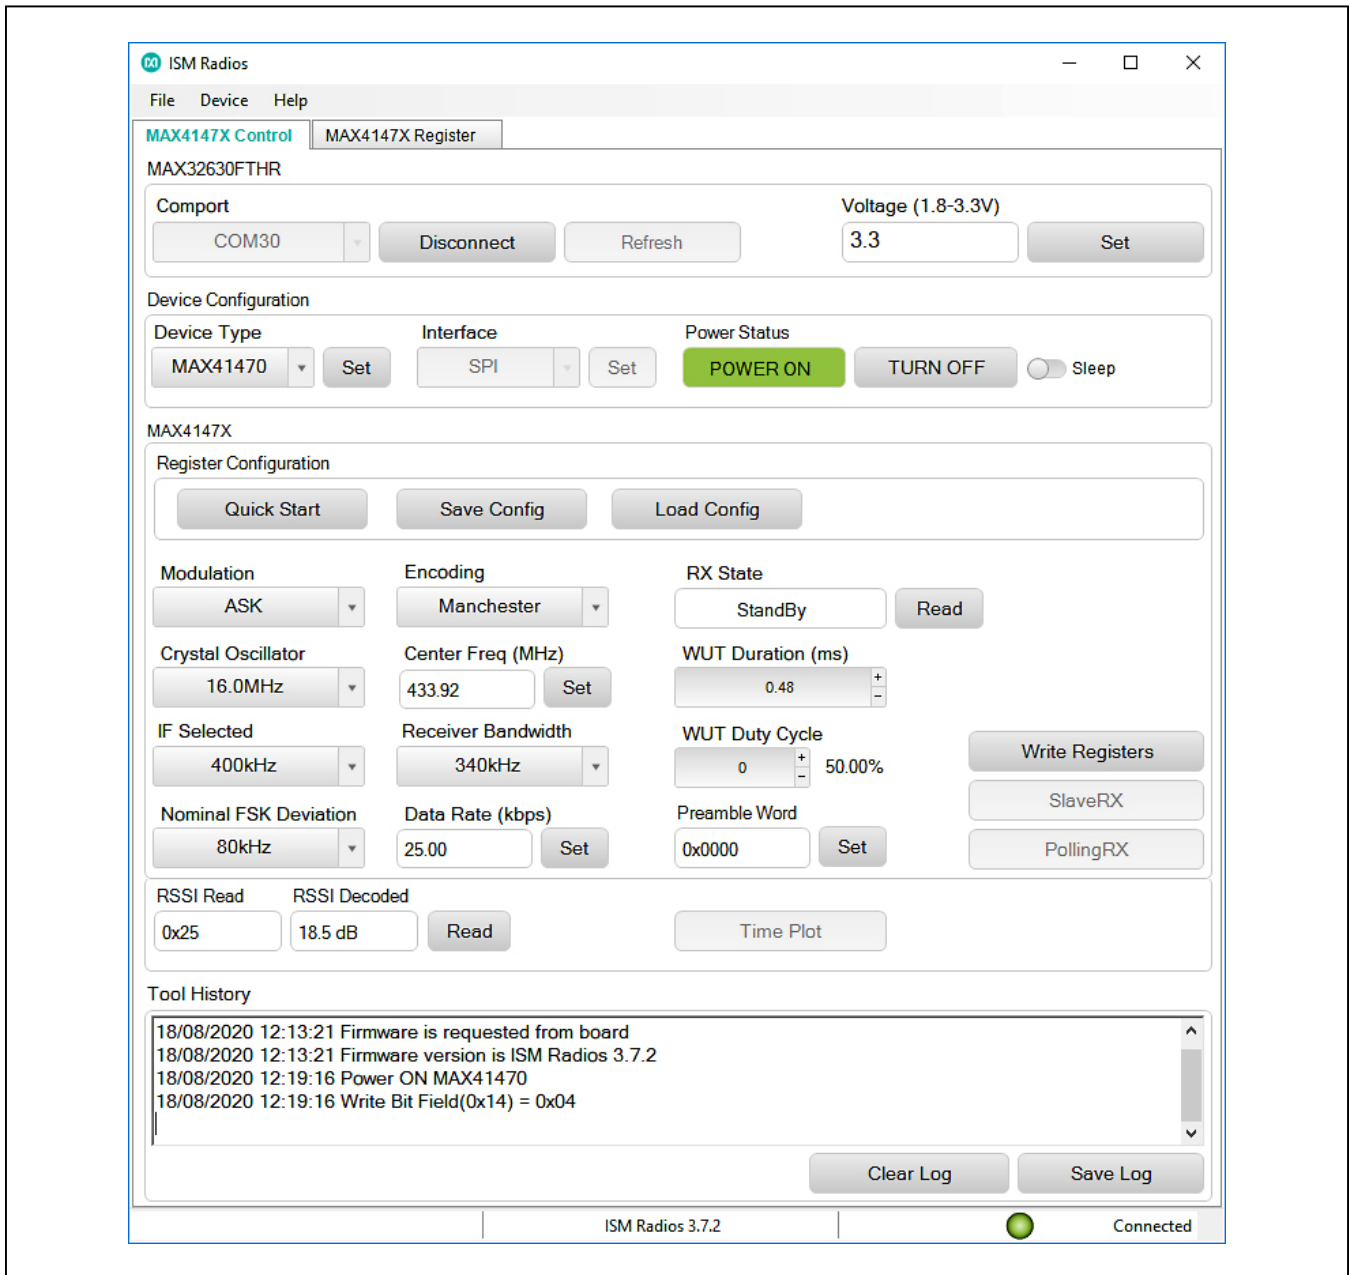 ISM Radios
File Device Help
MAX4147X Control MAX4147X Register
MAX32630FTHR
Comport Voltage (1.8-3.3V)
COM30 Disconnect Refresh 3.3 Set
Device Configuration
Device Type Interface Power Status
MAX41470 Set SPI Set POWER ON TURN OFF Sleep
MAX4147X
Register Configuration
Quick Start Save Config Load Config
Modulation Encoding RX State
ASK Manchester StandBy Read
Crystal Oscillator Center Freq (MHz) WUT Duration (ms)
16.0MHz 433.92 Set 0.48 + -
IF Selected Receiver Bandwidth WUT Duty Cycle
400kHz 340kHz 0 + - 50.00% Write Registers
SlaveRX
Nominal FSK Deviation Data Rate (kbps) Preamble Word
80kHz 25.00 Set 0x0000 Set PollingRX
RSSI Read RSSI Decoded
0x25 18.5 dB Read Time Plot
Tool History
18/08/2020 12:13:21 Firmware is requested from board
18/08/2020 12:13:21 Firmware version is ISM Radios 3.7.2
18/08/2020 12:19:16 Power ON MAX41470
18/08/2020 12:19:16 Write Bit Field(0x14) = 0x04
Clear Log Save Log
ISM Radios 3.7.2 Connected